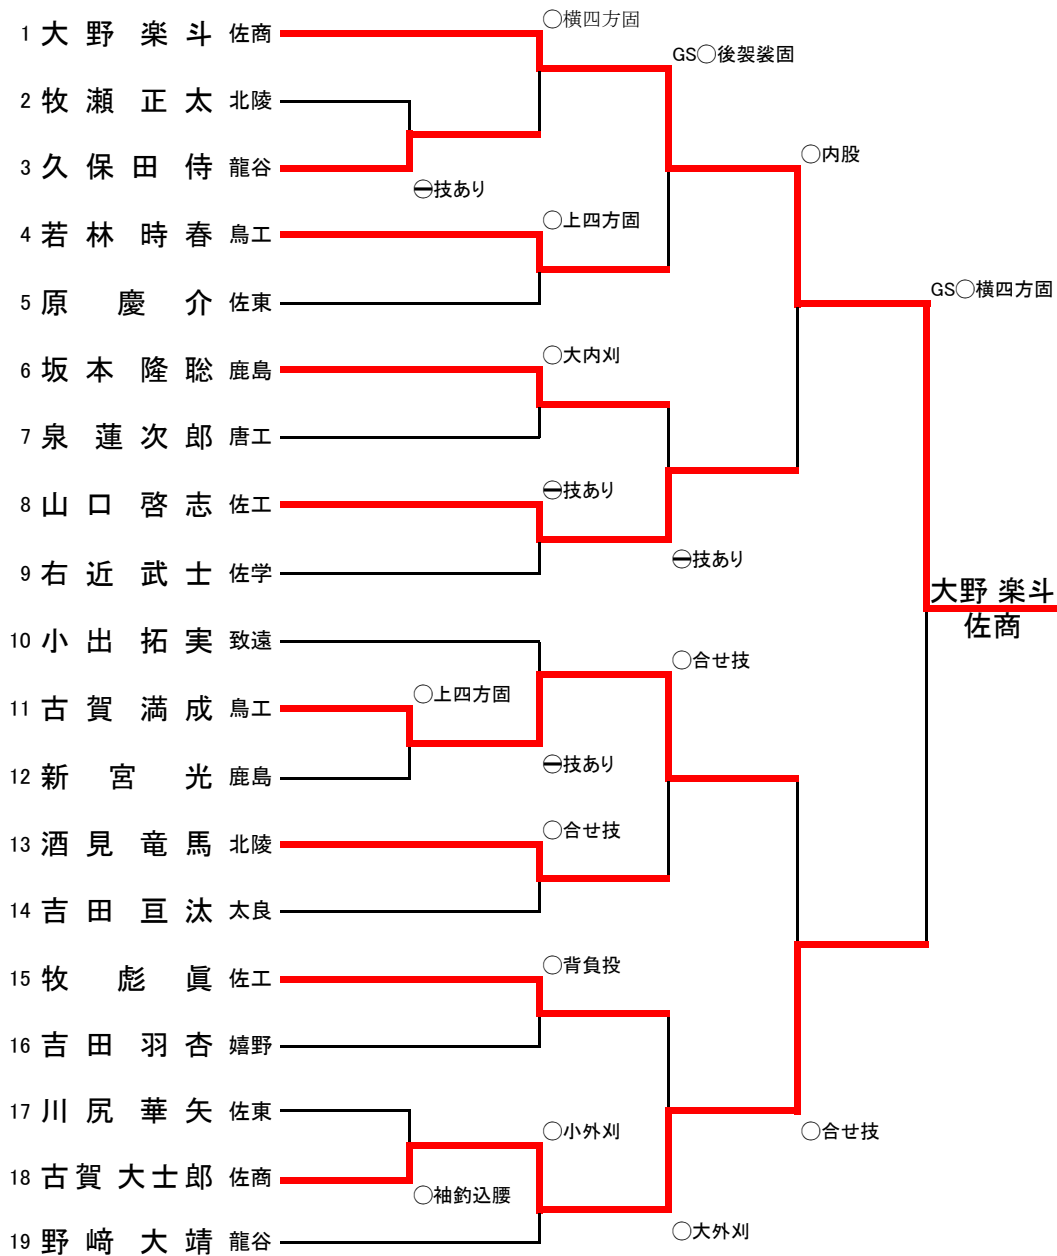 1 大野楽斗 佐商
○横四方固
GS○後袈裟固
2 牧瀬正太 北陵
3 久保田侍 龍谷
⊖技あり
○内股
4 若林時春 鳥工
○上四方固
5 原慶介 佐東
GS○横四方固
6 坂本隆聡 鹿島
○大内刈
7 泉蓮次郎 唐工
8 山口啓志 佐工
⊖技あり
9 右近武士 佐学
⊖技あり
大野 楽斗
佐商
10 小出拓実 致遠
○合せ技
11 古賀満成 鳥工
○上四方固
12 新宮光 鹿島
⊖技あり
13 酒見竜馬 北陵
○合せ技
14 吉田亘汰 太良
15 牧彪眞 佐工
○背負投
16 吉田羽杏 嬉野
17 川尻華矢 佐東
○小外刈
○合せ技
18 古賀大士郎 佐商
○袖釣込腰
19 野﨑大靖 龍谷
○大外刈